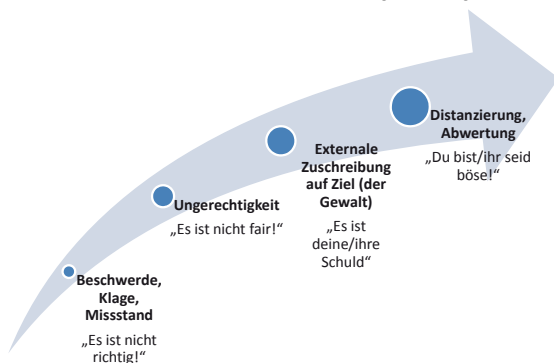 Beschwerde,
Klage,
Missstand
„Es ist nicht
richtig!“
Ungerechtigkeit
„Es ist nicht fair!“
Externale
Zuschreibung
auf Ziel (der
Gewalt)
„Es ist
deine/ihre
Schuld“
Distanzierung,
Abwertung
„Du bist/ihr seid
böse!“